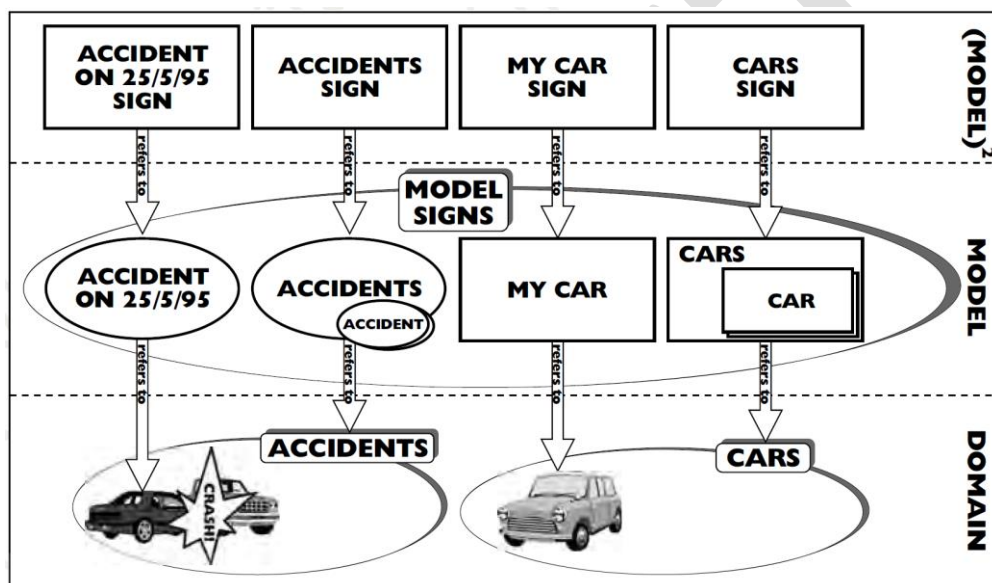 ACCIDENT
ON 25/5/95
SIGN
ACCIDENTS
SIGN
MY CAR
SIGN
CARS
SIGN
(MODEL)²
refers to
refers to
refers to
refers to
MODEL
SIGNS
ACCIDENT
ON 25/5/95
ACCIDENTS
ACCIDENT
MY CAR
CARS
CAR
MODEL
refers to
refers to
refers to
refers to
ACCIDENTS
CARS
CRASH!
DOMAIN